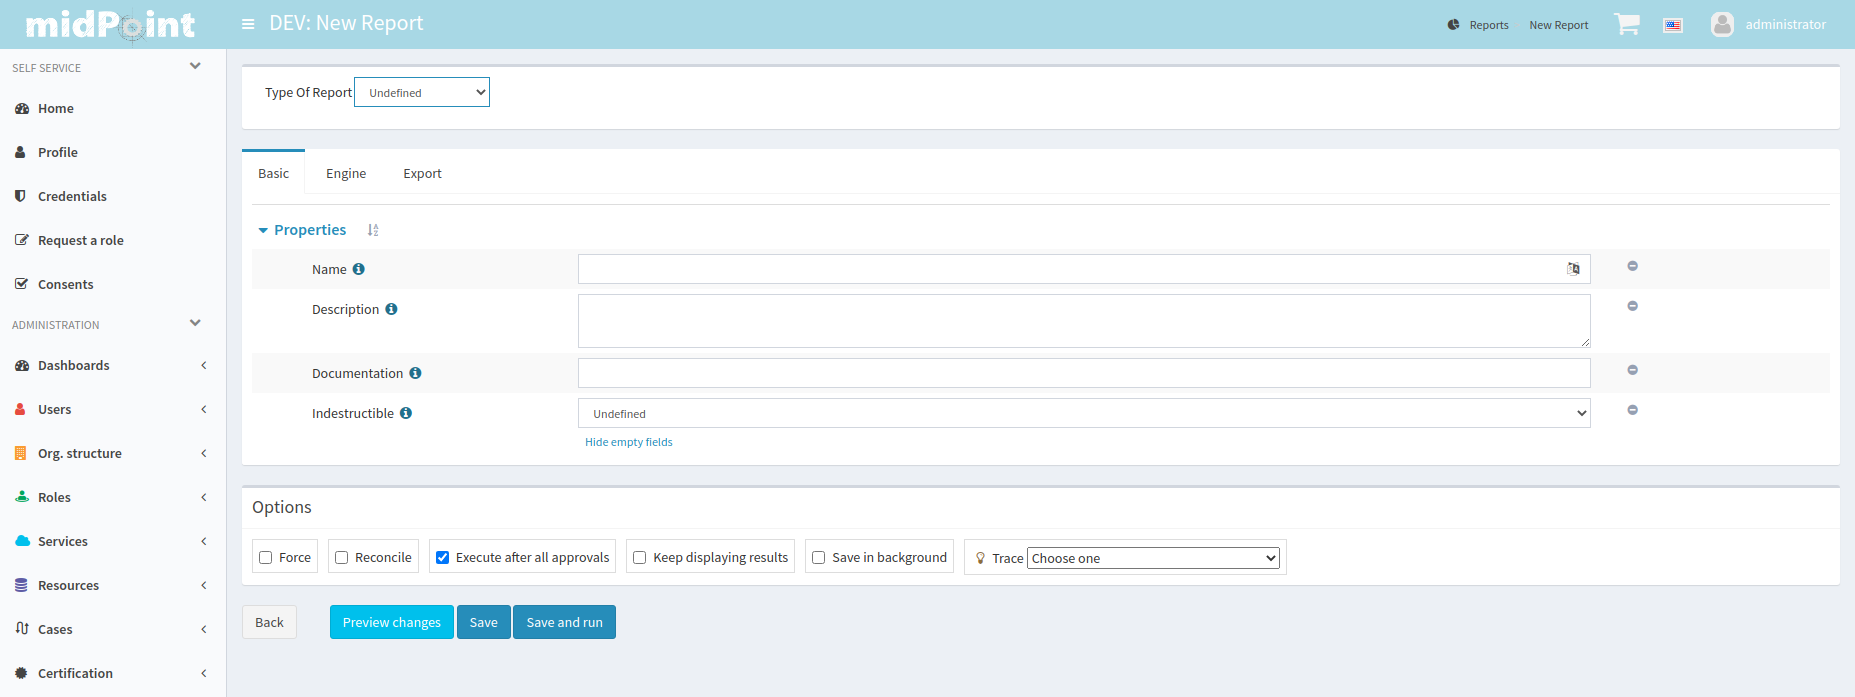 midPoint
DEV: New Report
Reports
New Report
administrator
SELF SERVICE
Home
Profile
Credentials
Request a role
Consents
ADMINISTRATION
Dashboards
Users
Org. structure
Roles
Services
Resources
Cases
Certification
Type Of Report Undefined
Basic Engine Export
Properties
Name
Description
Documentation
Indestructible Undefined
Hide empty fields
Options
Force Reconcile Execute after all approvals Keep displaying results Save in background Trace Choose one
Back Preview changes Save Save and run